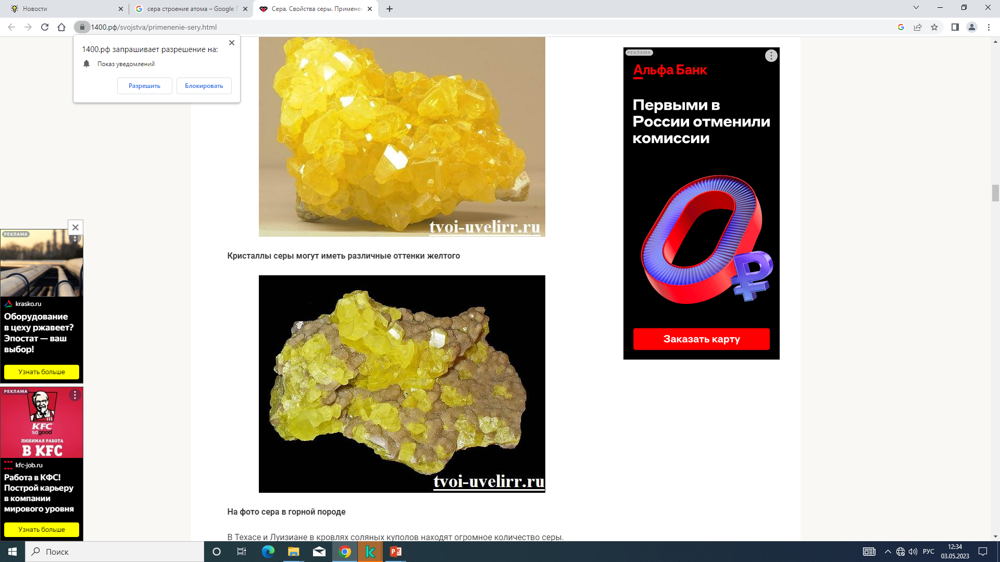 Новости
сера строение атома – Google
Сера. Свойства серы. Примене
1400.рф/svojstva/primenenie-sery.html
1400.рф запрашивает разрешение на:
Показ уведомлений
Разрешить
Блокировать
tvoi-uvelirr.ru
Кристаллы серы могут иметь различные оттенки желтого
tvoi-uvelirr.ru
На фото сера в горной породе
В Техасе и Луизиане в кровлях соляных куполов находят огромное количество серы.
РЕКЛАМА
Альфа Банк
Первыми в
России отменили
комиссии
Заказать карту
РЕКЛАМА
krasko.ru
Оборудование
в цеху ржавеет?
Эпостат — ваш
выбор!
Узнать больше
РЕКЛАМА
KFC
so good
ЛЮБИМАЯ РАБОТА
В KFC
kfc-job.ru
Работа в КФС!
Построй карьеру
в компании
мирового уровня
Узнать больше
Поиск
РУС
12:34
03.05.2023